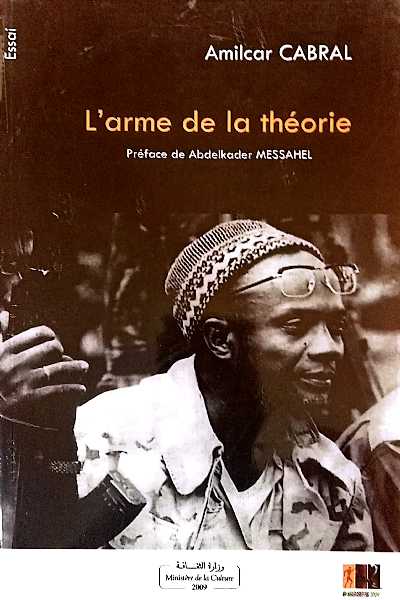 Essai
Amilcar CABRAL
L'arme de la théorie
Préface de Abdelkader MESSAHEL
وزارة الثقافة
Ministère de la Culture
2009